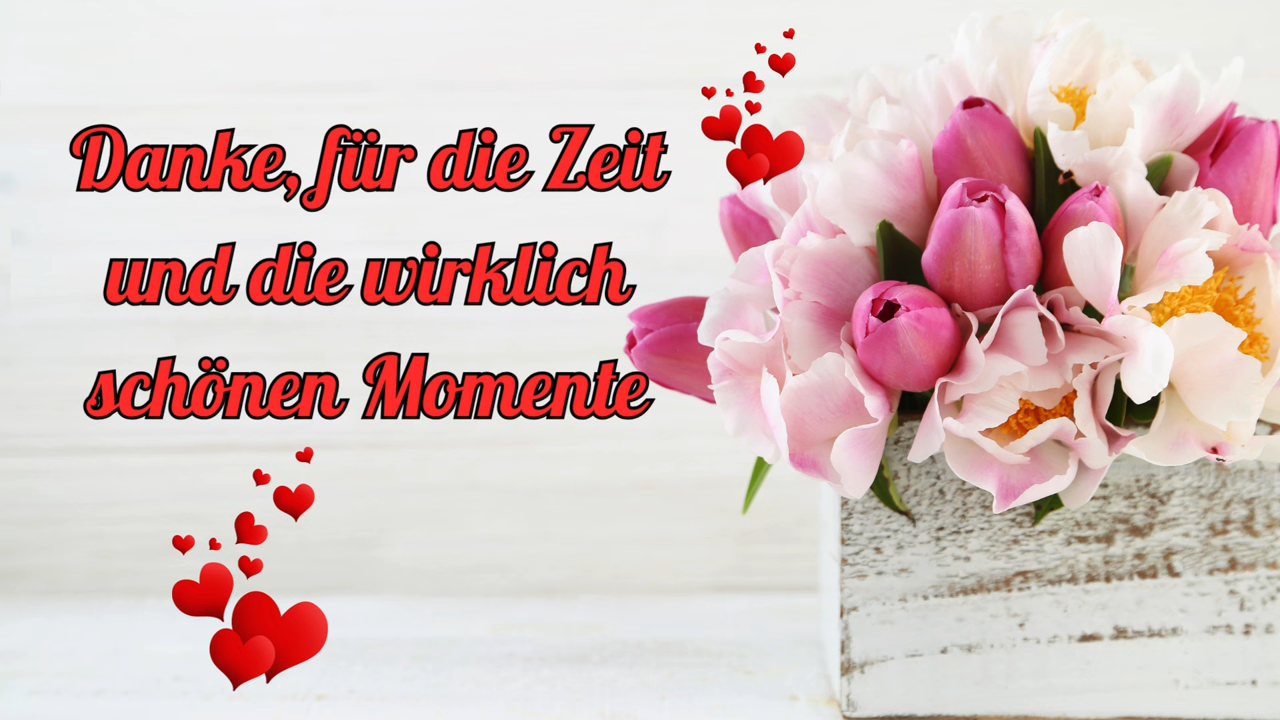 Danke, für die Zeit
und die wirklich
schönen Momente